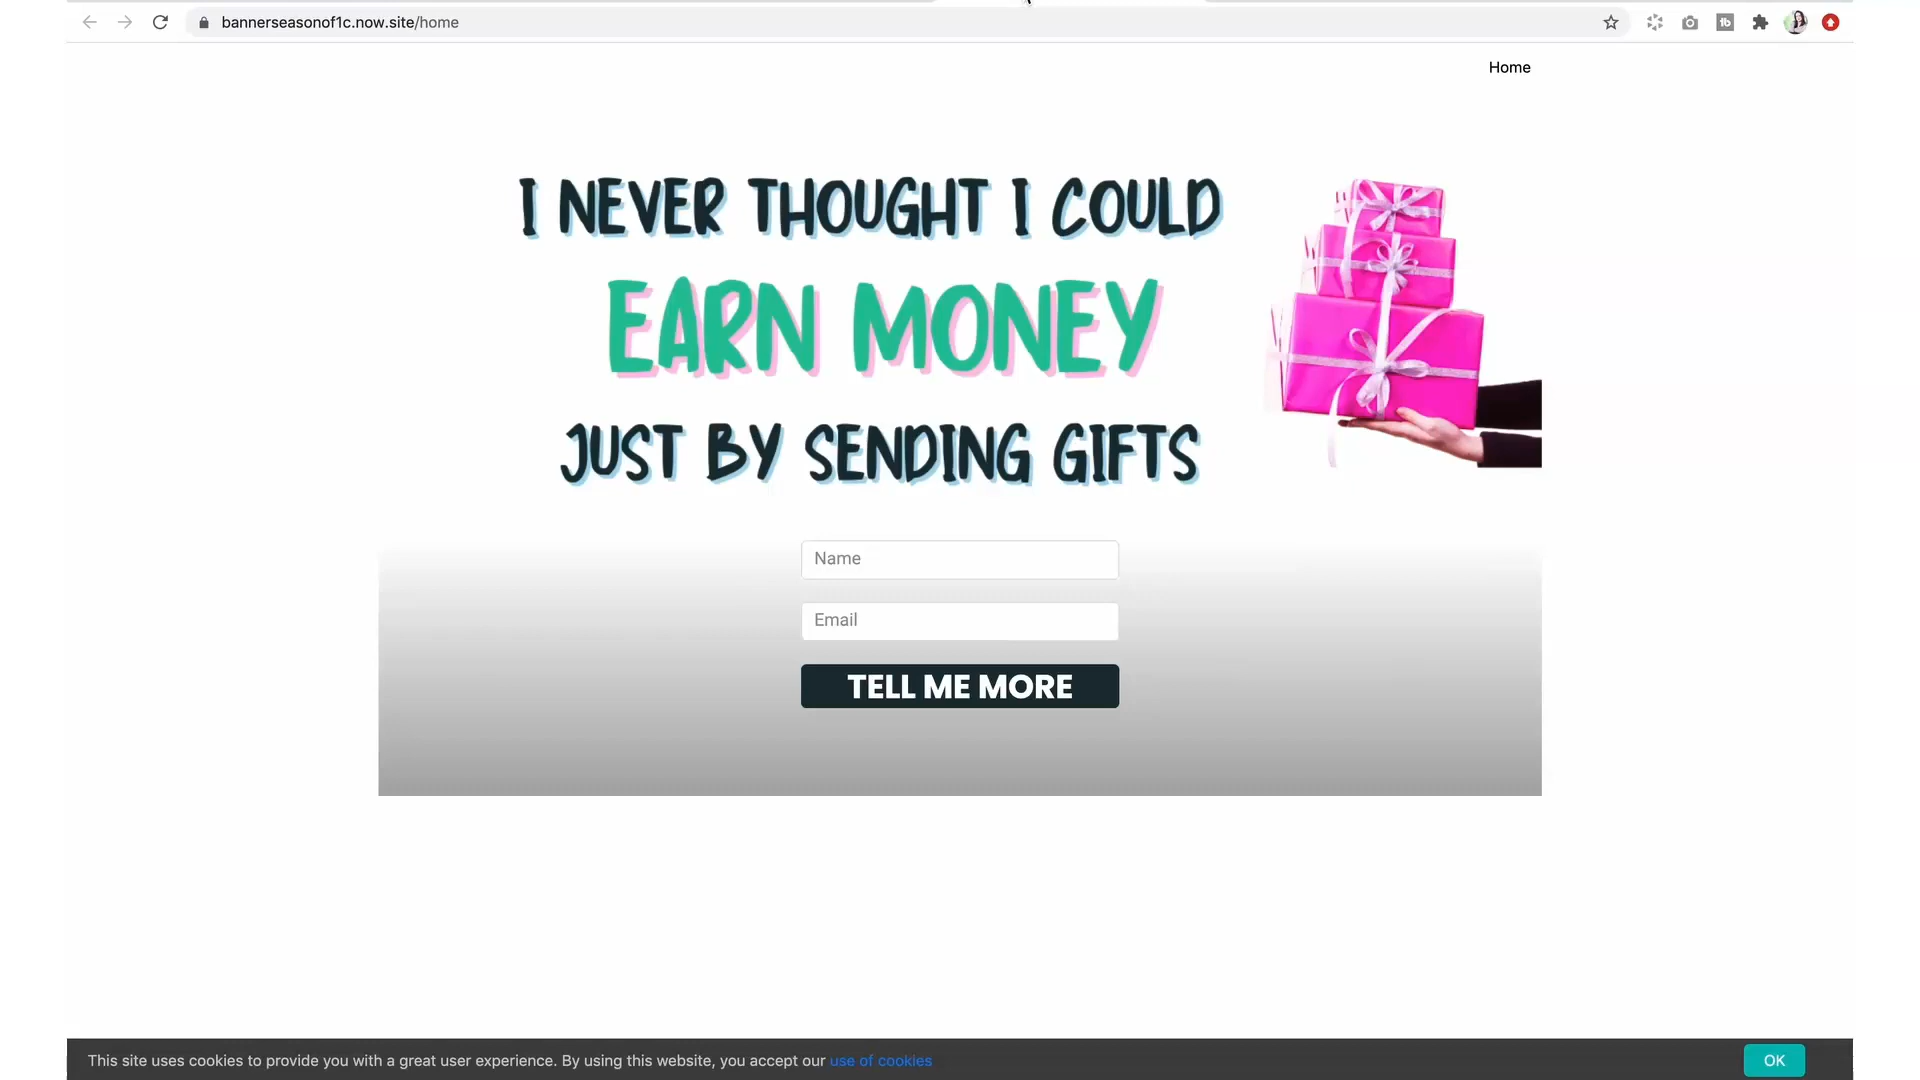 bannerseasonof1c.now.site/home
Home
I NEVER THOUGHT I COULD
EARN MONEY
JUST BY SENDING GIFTS
Name
Email
TELL ME MORE
This site uses cookies to provide you with a great user experience. By using this website, you accept our use of cookies
OK